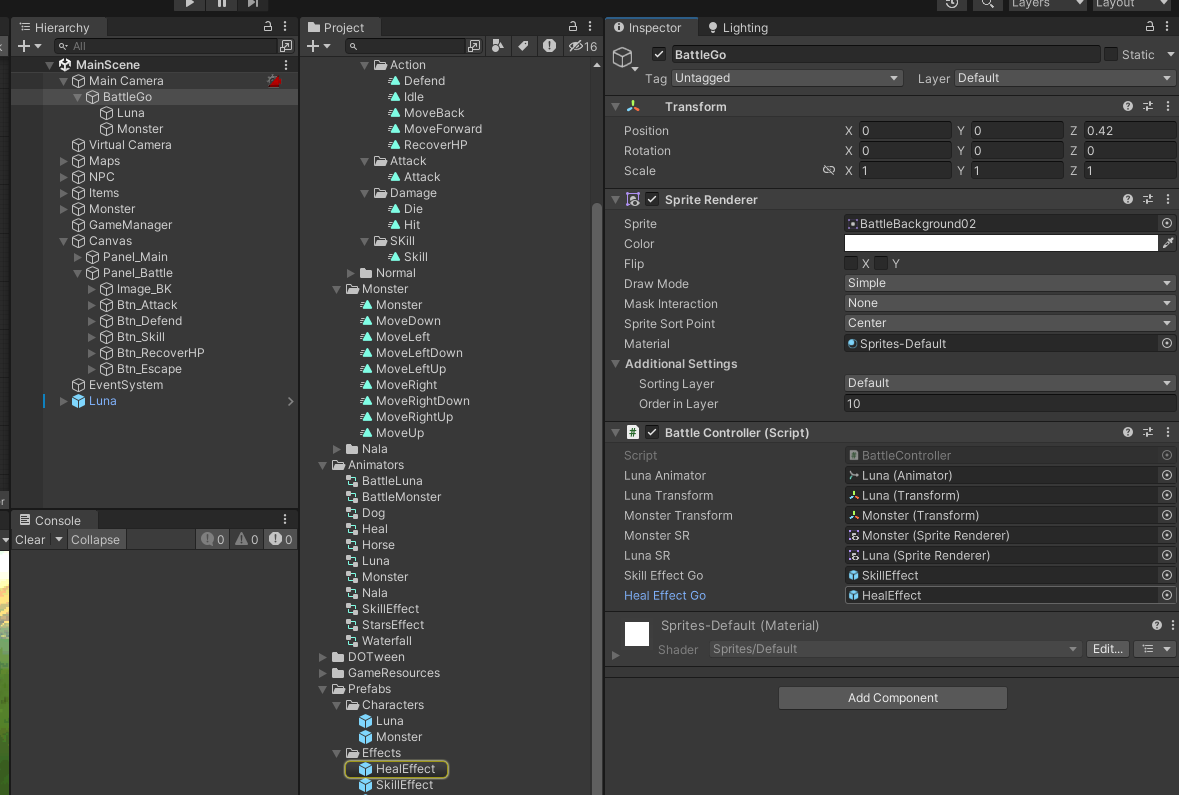 Layers
Layout
Hierarchy
All
MainScene
Main Camera
BattleGo
Luna
Monster
Virtual Camera
Maps
NPC
Items
Monster
GameManager
Canvas
Panel_Main
Panel_Battle
Image_BK
Btn_Attack
Btn_Defend
Btn_Skill
Btn_RecoverHP
Btn_Escape
EventSystem
Luna
Console
Clear
Collapse
0
0
0
Project
16
Action
Defend
Idle
MoveBack
MoveForward
RecoverHP
Attack
Attack
Damage
Die
Hit
SKill
Skill
Normal
Monster
Monster
MoveDown
MoveLeft
MoveLeftDown
MoveLeftUp
MoveRight
MoveRightDown
MoveRightUp
MoveUp
Nala
Animators
BattleLuna
BattleMonster
Dog
Heal
Horse
Luna
Monster
Nala
SkillEffect
StarsEffect
Waterfall
DOTween
GameResources
Prefabs
Characters
Luna
Monster
Effects
HealEffect
SkillEffect
Inspector
Lighting
BattleGo
Static
Tag Untagged Layer Default
Transform
Position X 0 Y 0 Z 0.42
Rotation X 0 Y 0 Z 0
Scale X 1 Y 1 Z 1
Sprite Renderer
Sprite BattleBackground02
Color
Flip X Y
Draw Mode Simple
Mask Interaction None
Sprite Sort Point Center
Material Sprites-Default
Additional Settings
Sorting Layer Default
Order in Layer 10
Battle Controller (Script)
Script BattleController
Luna Animator Luna (Animator)
Luna Transform Luna (Transform)
Monster Transform Monster (Transform)
Monster SR Monster (Sprite Renderer)
Luna SR Luna (Sprite Renderer)
Skill Effect Go SkillEffect
Heal Effect Go HealEffect
Sprites-Default (Material)
Shader Sprites/Default Edit...
Add Component